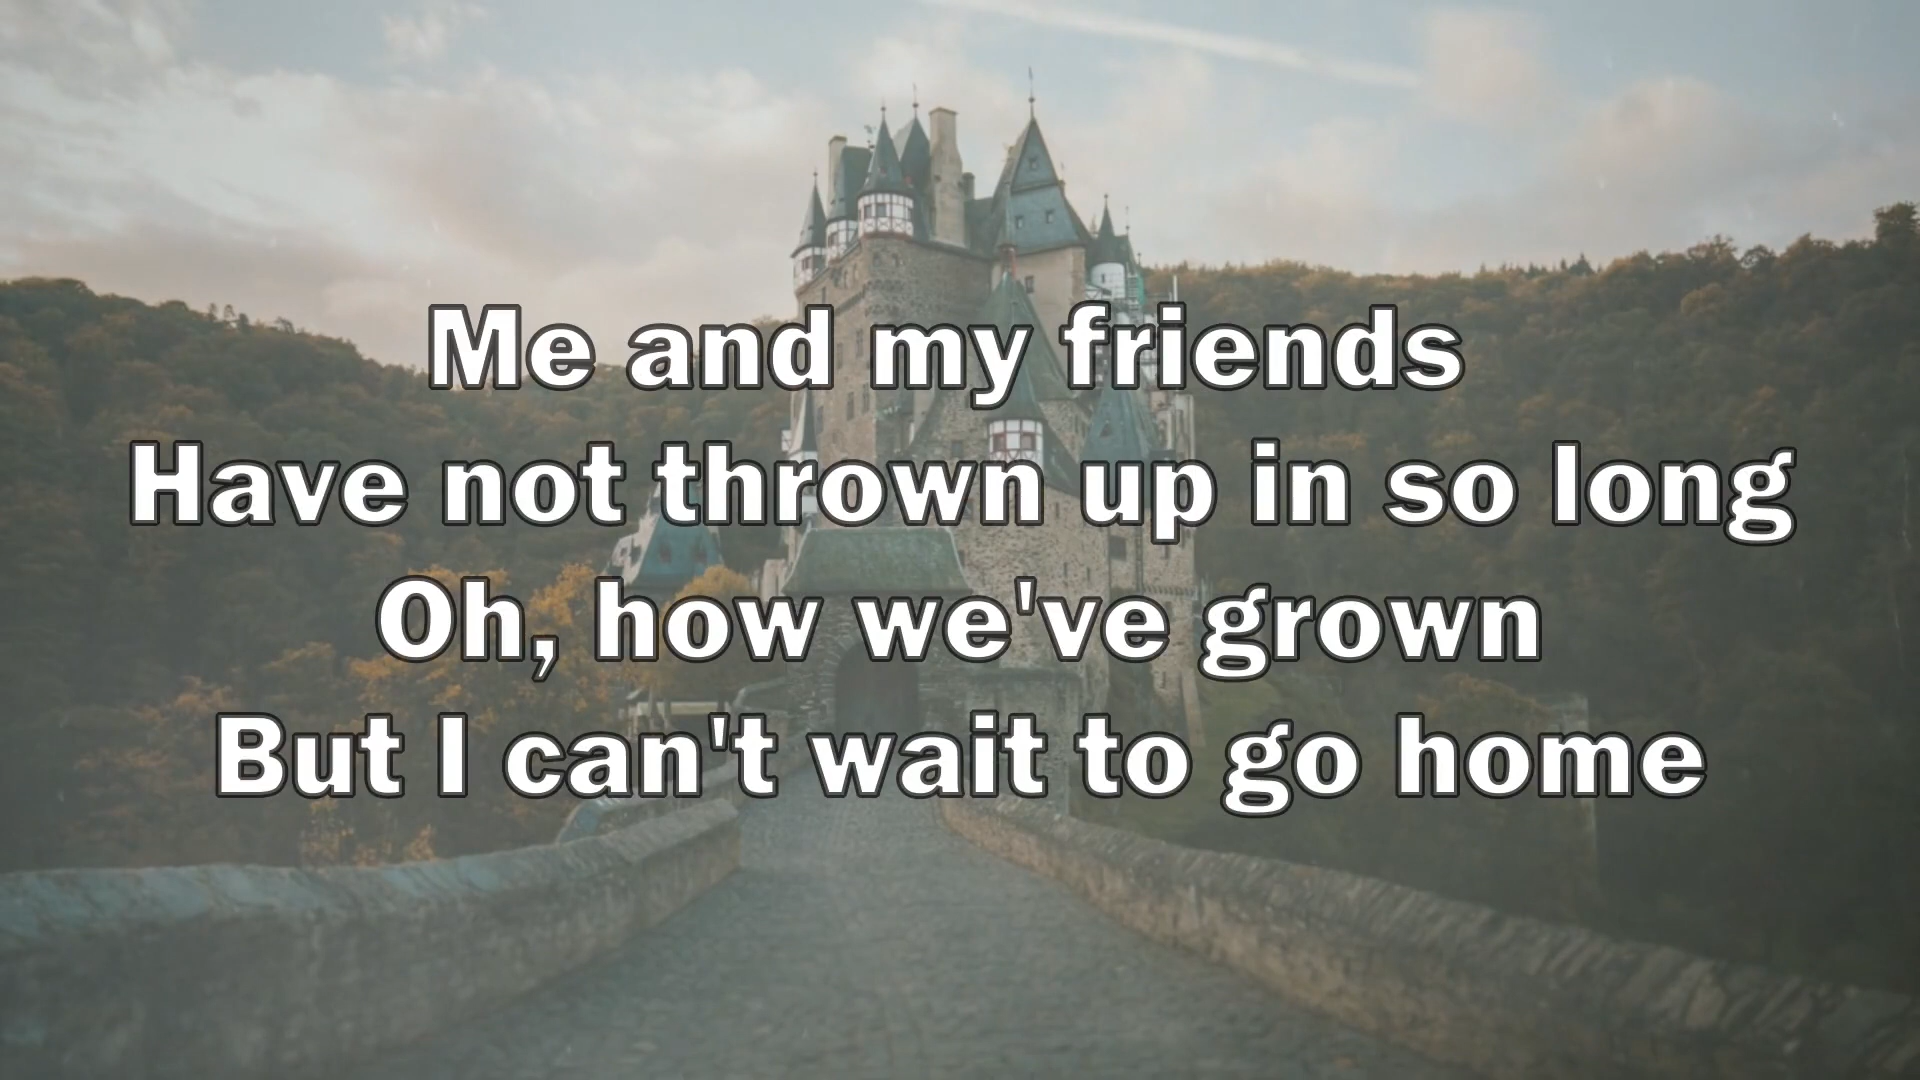 Me and my friends
Have not thrown up in so long
Oh, how we've grown
But I can't wait to go home